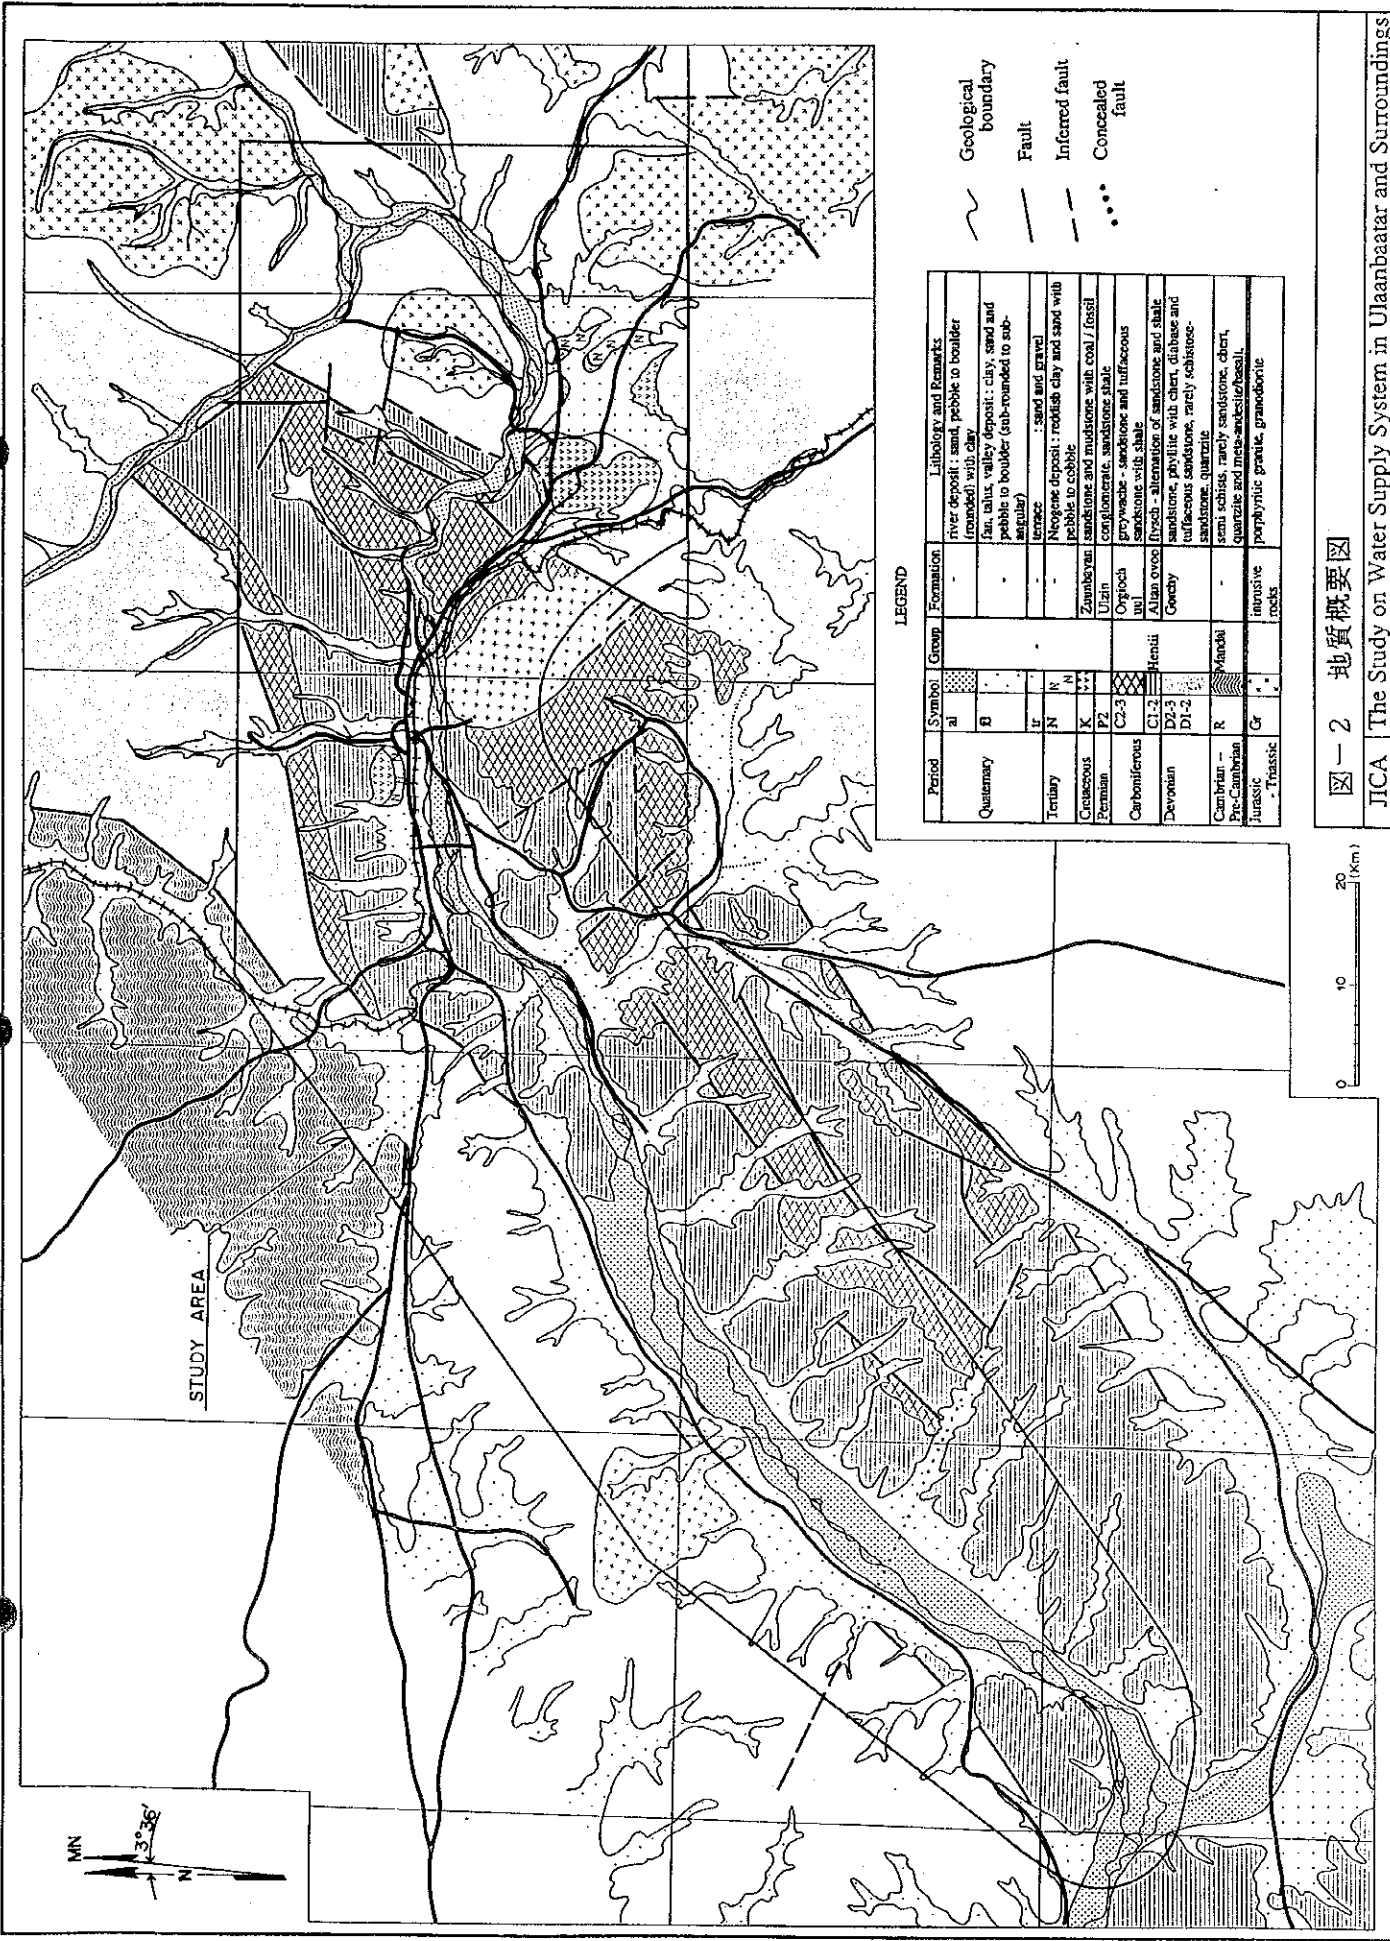 MN
3°36'
N
STUDY AREA
LEGEND
Period Symbol Group Formation Lithology and Remarks
Quaternary al - river deposit : sand, pebble to boulder
(rounded) with clay
fl - fan, talus, valley deposit : clay, sand and
pebble to boulder (sub-rounded to sub-
angular)
tr - terrace : sand and gravel
Tertiary N - Neogene deposit : reddish clay and sand with
pebble to cobble
Cretaceous K Zounbayan sandstone and mudstone with coal / fossil
Permian P2 Utzin conglomerate, sandstone shale
Carboniferous C2-3 Orgioch
uul greywacke - sandstone and tuffaceous
sandstone with shale
C1-2 Hentii Altan ovoo flysch - alternation of sandstone and shale
Devonian D2-3
D1-2 Gorchy sandstone, phyllite with chert, diabase and
tuffaceous sandstone, rarely schistose-
sandstone, quartzite
Cambrian –
Pre-Cambrian R Mandal - semi schists, rarely sandstone, chert,
quartzite and meta-andesite/basalt.
Jurassic
- Triassic Gr intrusive
rocks porphyritic granite, granodiorite
Geological
boundary
Fault
Inferred fault
Concealed
fault
0 10 20
(Km)
図－2 地質概要図
JICA The Study on Water Supply System in Ulaanbaatar and Surroundings